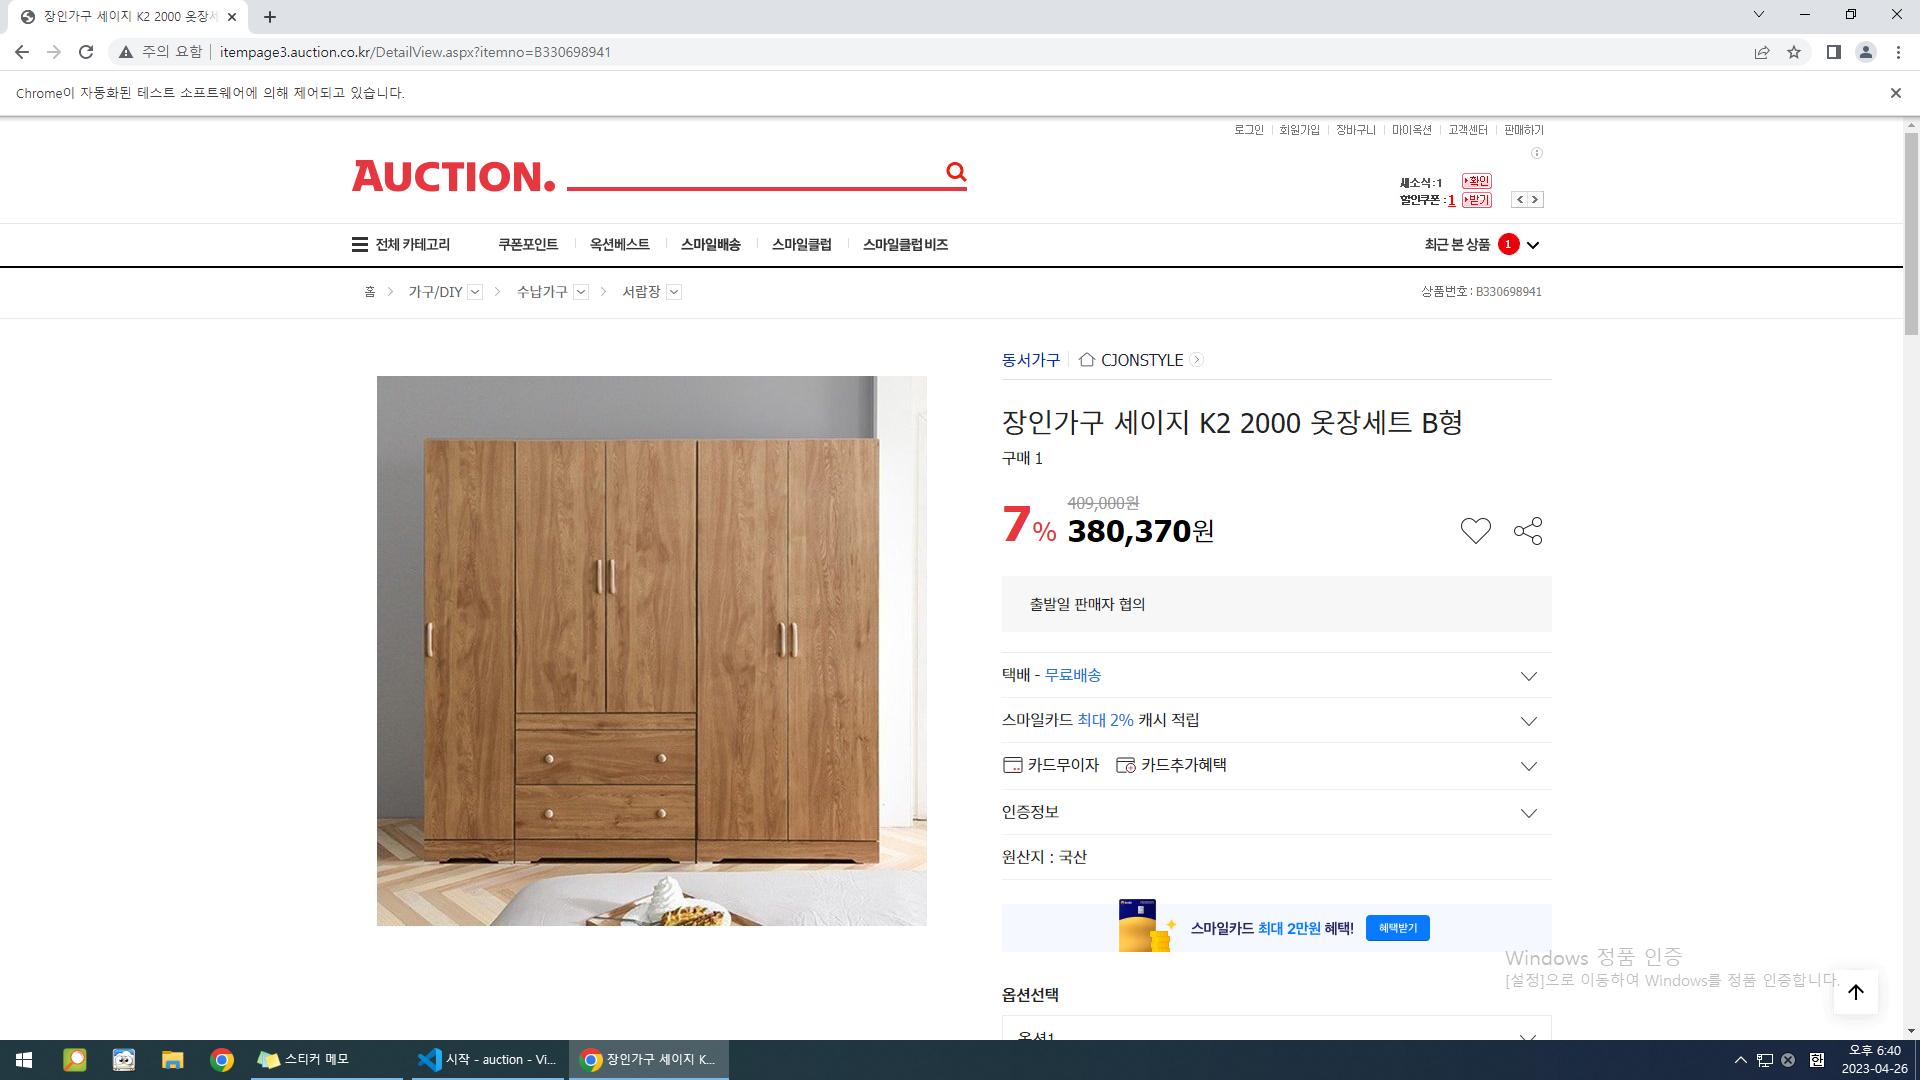 장인가구 세이지 K2 2000 옷장세
주의 요함 itempage3.auction.co.kr/DetailView.aspx?itemno=B330698941
Chrome이 자동화된 테스트 소프트웨어에 의해 제어되고 있습니다.
로그인 회원가입 장바구니 마이옥션 고객센터 판매하기
AUCTION.
새소식:1 확인
할인쿠폰:1 받기
전체 카테고리 쿠폰포인트 옥션베스트 스마일배송 스마일클럽 스마일클럽 비즈 최근 본 상품 1
홈 가구/DIY 수납가구 서랍장 상품번호 : B330698941
동서가구 CJONSTYLE
장인가구 세이지 K2 2000 옷장세트 B형
구매 1
409,000원
7% 380,370원
출발일 판매자 협의
택배 - 무료배송
스마일카드 최대 2% 캐시 적립
카드무이자 카드추가혜택
인증정보
원산지 : 국산
스마일카드 최대 2만원 혜택! 혜택받기
Windows 정품 인증
[설정]으로 이동하여 Windows를 정품 인증합니다.
옵션선택
옵션1
스티커 메모 시작 - auction - Vi... 장인가구 세이지 K... 한 오후 6:40
2023-04-26